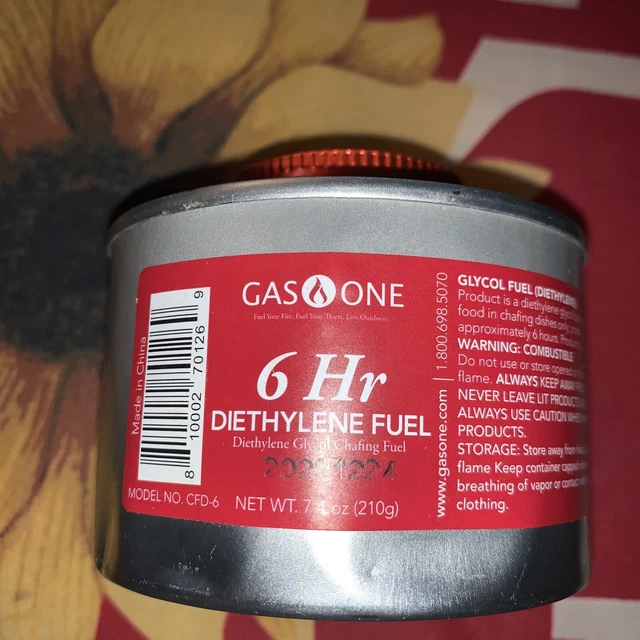 GAS ONE
Fuel Your Fire. Fuel Your Thirst. Live Outdoors.
6 Hr
DIETHYLENE FUEL
Diethylene Glycol Chafing Fuel
NET WT. 7.4 oz (210g)
Made in China
8 10002 70126 9
MODEL NO. CFD-6
www.gasone.com | 1.800.698.5070
GLYCOL FUEL (DIETHYLENE
Product is a diethylene glycol
food in chafing dishes only.
approximately 6 hours.
WARNING: COMBUSTIBLE
Do not use or store opened
flame. ALWAYS KEEP AWAY
NEVER LEAVE LIT PRODUCT
ALWAYS USE CAUTION WHEN
PRODUCTS.
STORAGE: Store away from
flame Keep container capped
breathing of vapor or contact
clothing.